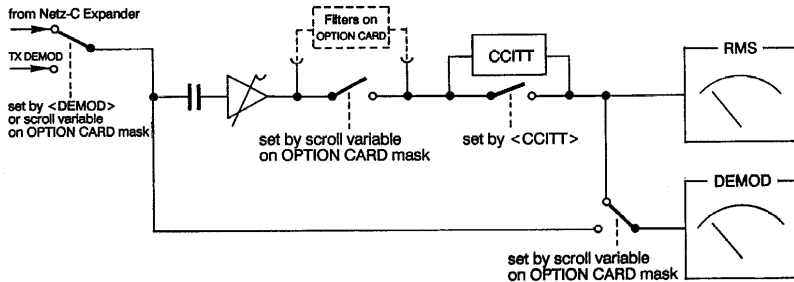 from Netz-C Expander
TX DEMOD
set by <DEMOD>
or scroll variable
on OPTION CARD mask
Filters on
OPTION CARD
set by scroll variable
on OPTION CARD mask
CCITT
set by <CCITT>
RMS
DEMOD
set by scroll variable
on OPTION CARD mask